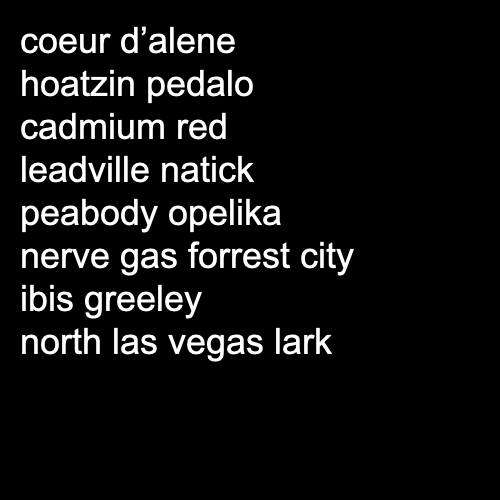 coeur d’alene
hoatzin pedalo
cadmium red
leadville natick
peabody opelika
nerve gas forrest city
ibis greeley
north las vegas lark